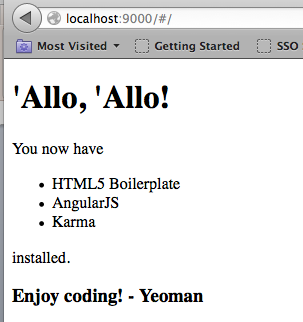 localhost:9000/#/
Most Visited Getting Started SSO
'Allo, 'Allo!
You now have
HTML5 Boilerplate
AngularJS
Karma
installed.
Enjoy coding! - Yeoman